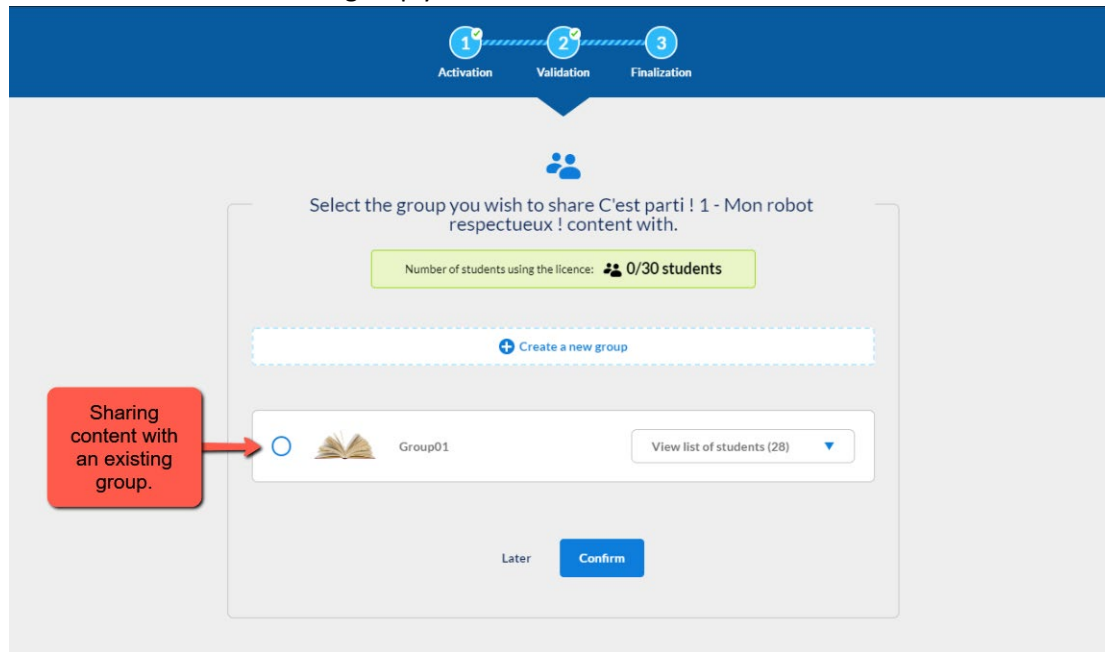 1
2
3
Activation
Validation
Finalization
Select the group you wish to share C'est parti ! 1 - Mon robot
respectueux ! content with.
Number of students using the licence: 0/30 students
Create a new group
Sharing
content with
an existing
group.
Group01
View list of students (28)
Later
Confirm